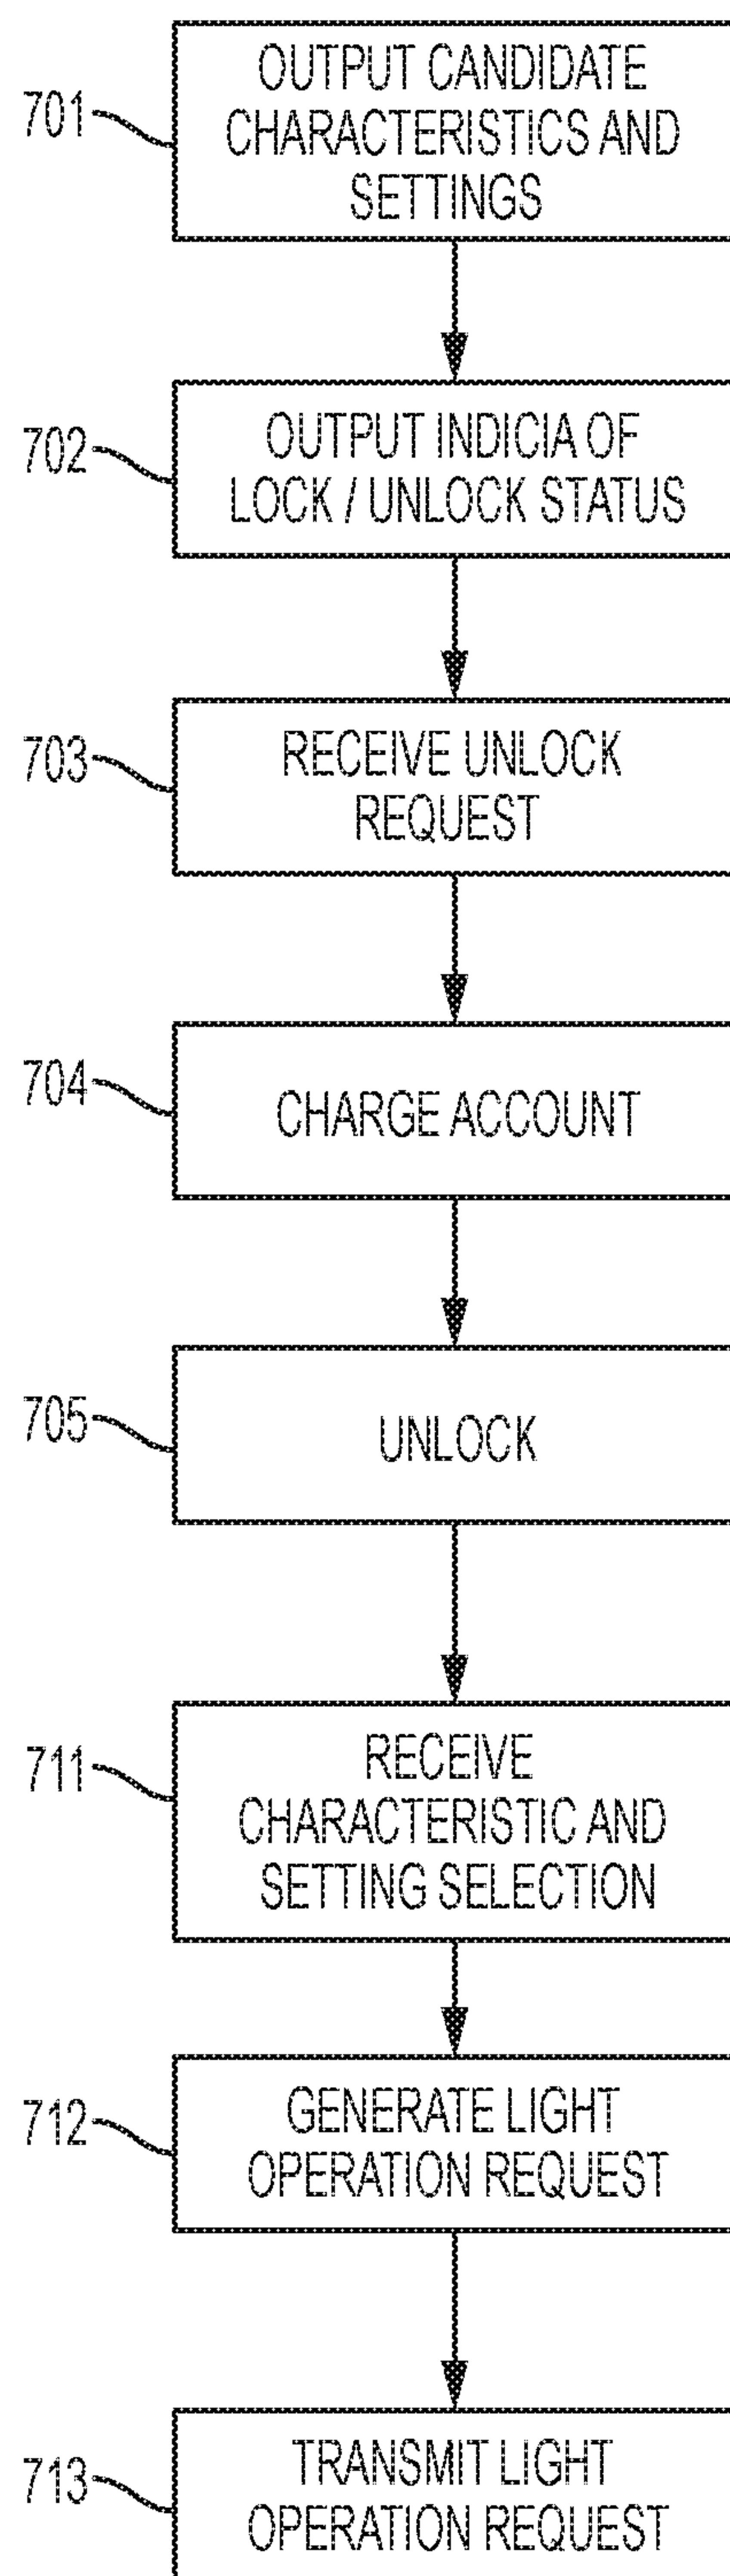 701
OUTPUT CANDIDATE
CHARACTERISTICS AND
SETTINGS
702
OUTPUT INDICIA OF
LOCK / UNLOCK STATUS
703
RECEIVE UNLOCK
REQUEST
704
CHARGE ACCOUNT
705
UNLOCK
711
RECEIVE
CHARACTERISTIC AND
SETTING SELECTION
712
GENERATE LIGHT
OPERATION REQUEST
713
TRANSMIT LIGHT
OPERATION REQUEST